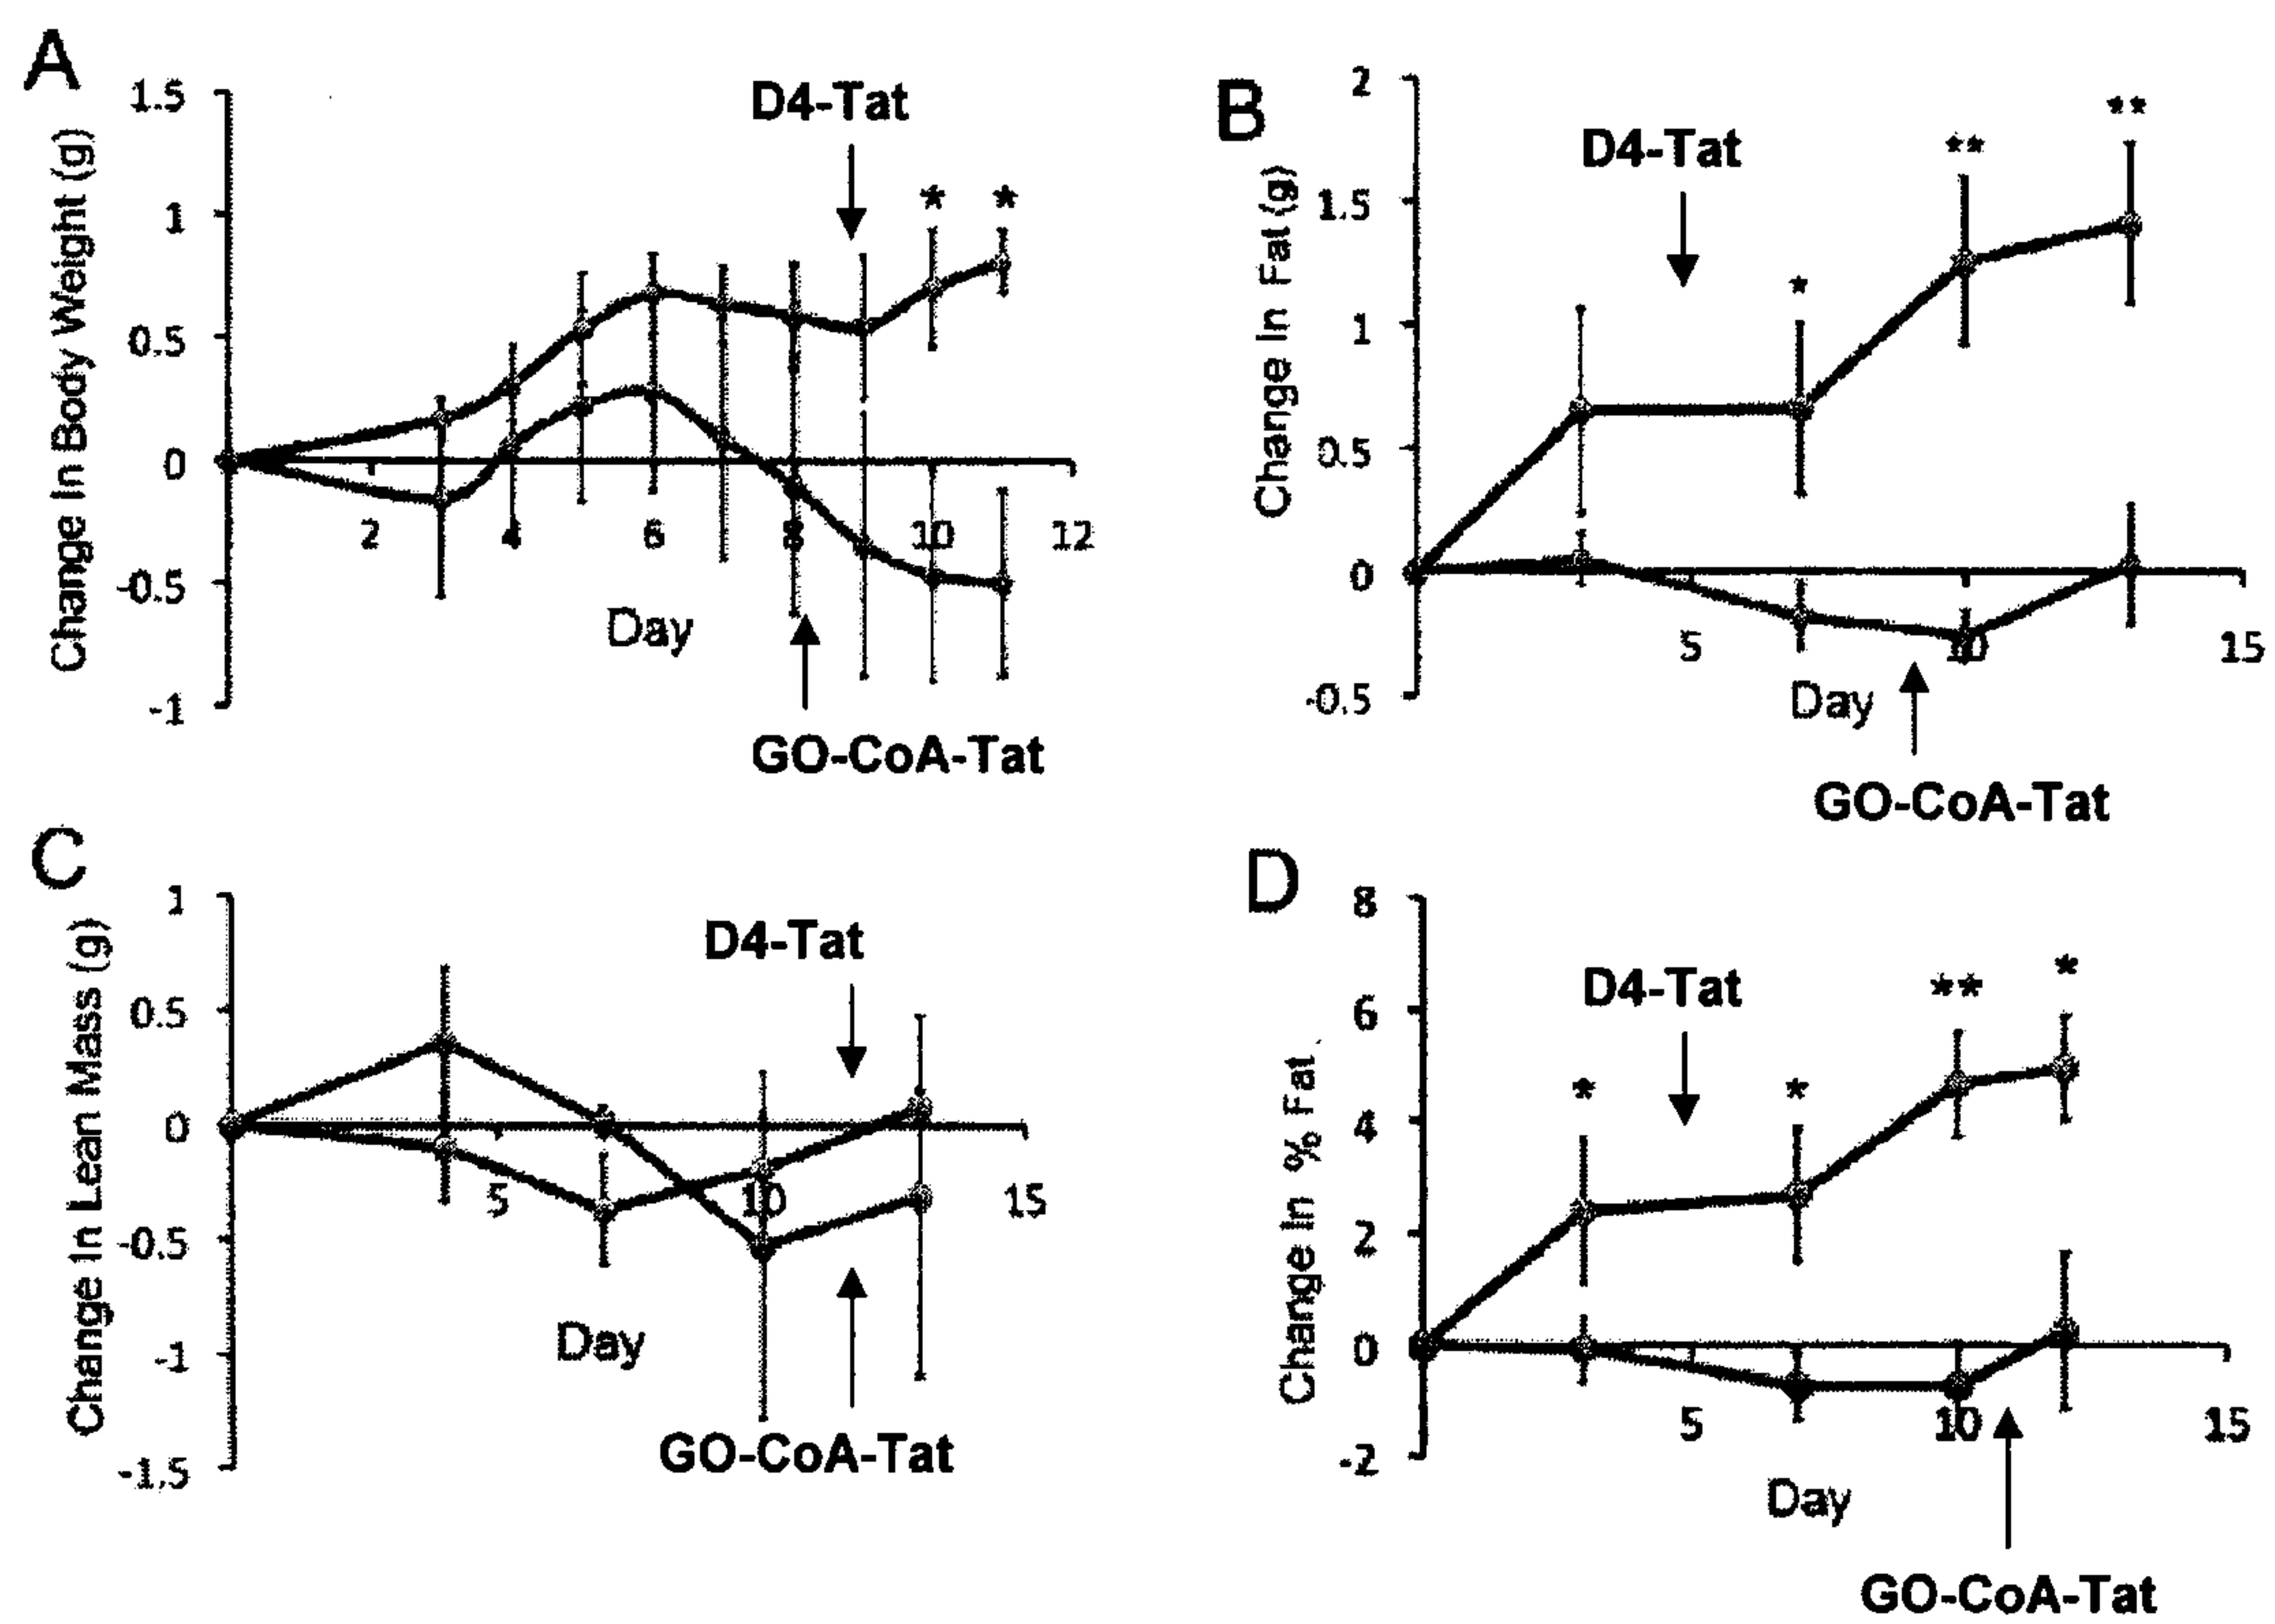 A
Change In Body Weight (g)
1.5
1
0.5
0
-0.5
-1
2
4
6
8
10
12
Day
D4-Tat
*
*
GO-CoA-Tat
B
Change In Fat (g)
2
1.5
1
0.5
0
-0.5
5
10
15
Day
D4-Tat
*
**
**
GO-CoA-Tat
C
Change In Lean Mass (g)
1
0.5
0
-0.5
-1
-1.5
5
10
15
Day
D4-Tat
GO-CoA-Tat
D
Change In % Fat
8
6
4
2
0
-2
5
10
15
Day
D4-Tat
*
*
**
*
GO-CoA-Tat